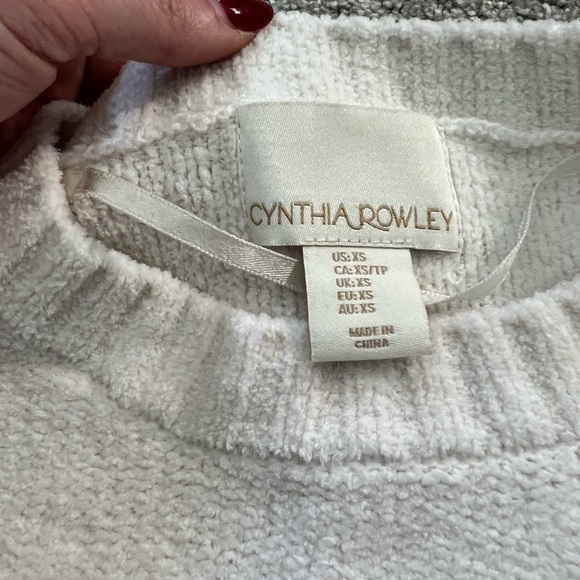 CYNTHIA ROWLEY
US: XS
CA: XS/TP
UK: XS
EU: XS
AU: XS
MADE IN
CHINA